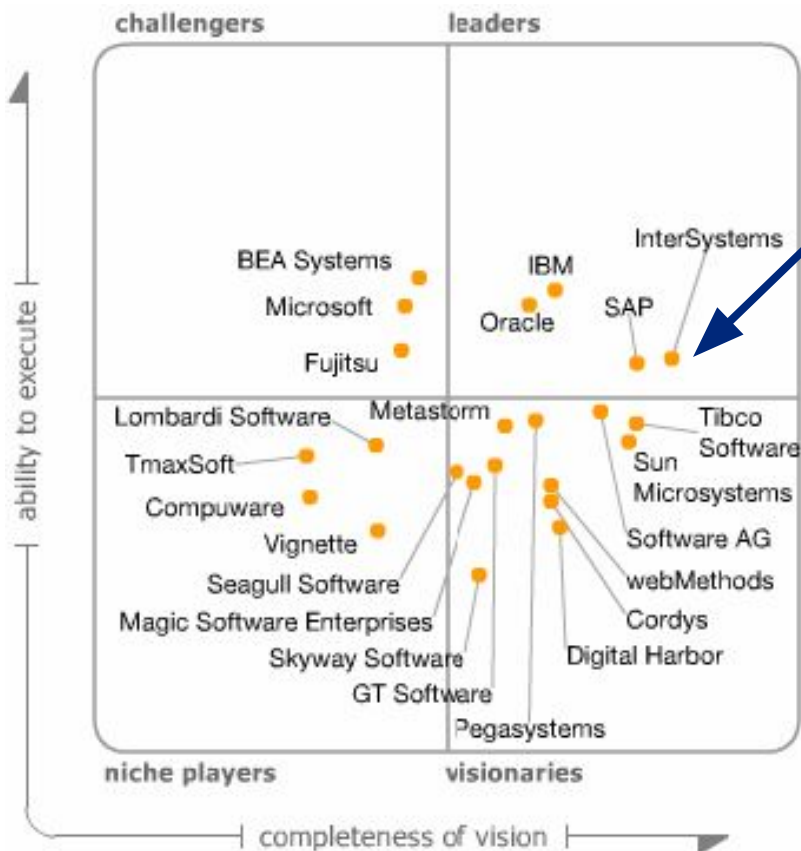 challengers
leaders
ability to execute
InterSystems
BEA Systems
IBM
Microsoft
Oracle
SAP
Fujitsu
Lombardi Software
Metastorm
Tibco
Software
TmaxSoft
Sun
Microsystems
Compuware
Vignette
Software AG
Seagull Software
webMethods
Magic Software Enterprises
Cordys
Skyway Software
Digital Harbor
GT Software
Pegasystems
niche players
visionaries
completeness of vision